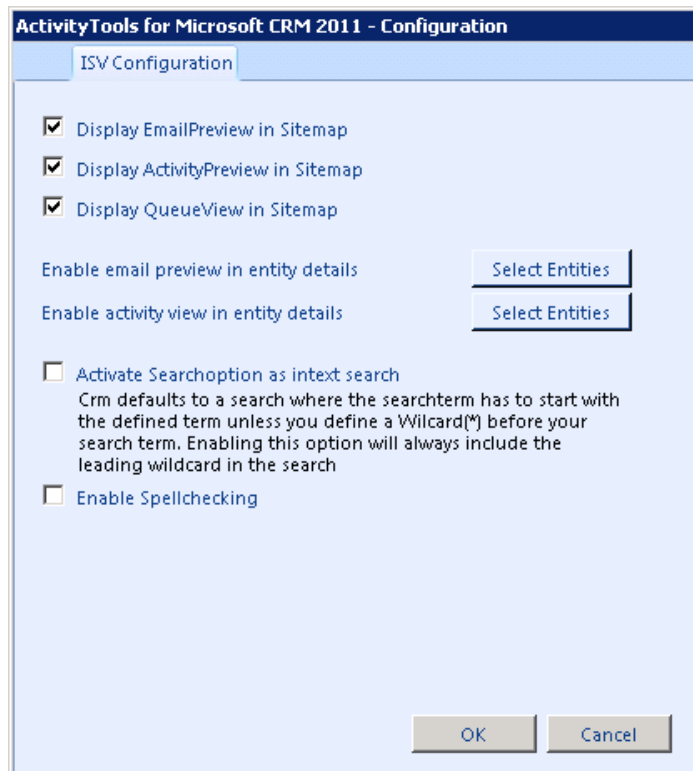 ActivityTools for Microsoft CRM 2011 - Configuration
ISV Configuration
Display EmailPreview in Sitemap
Display ActivityPreview in Sitemap
Display QueueView in Sitemap
Enable email preview in entity details Select Entities
Enable activity view in entity details Select Entities
Activate Searchoption as intext search
Crm defaults to a search where the searchterm has to start with
the defined term unless you define a Wilcard(*) before your
search term. Enabling this option will always include the
leading wildcard in the search
Enable Spellchecking
OK Cancel